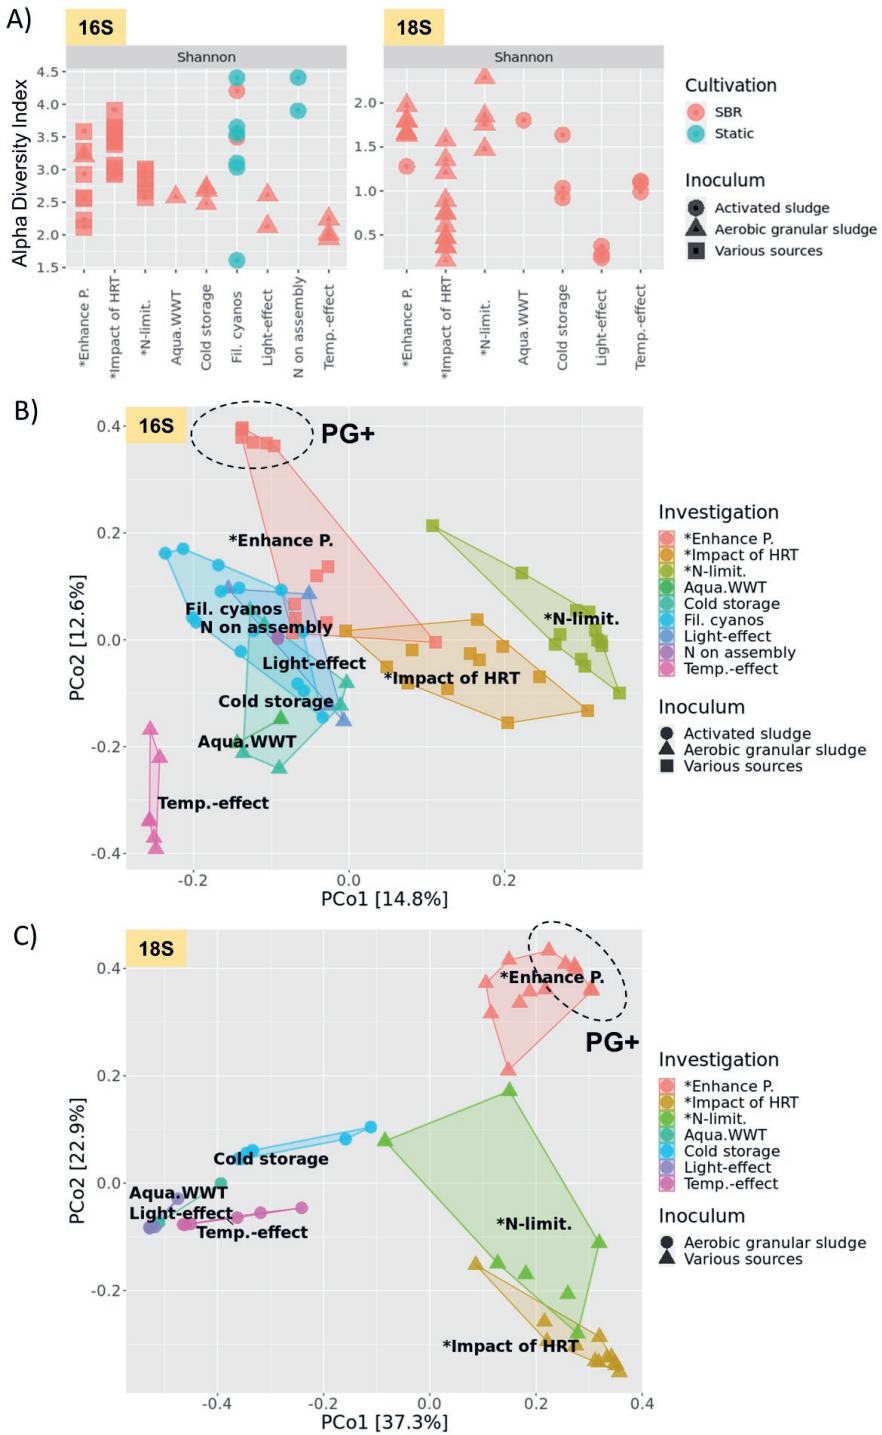 A)
16S
18S
Shannon
Shannon
Alpha Diversity Index
4.5
4.0
3.5
3.0
2.5
2.0
1.5
2.0
1.5
1.0
0.5
*Enhance P.
*Impact of HRT
*N-limit.
Aqua.WWT
Cold storage
Fil. cyanos
Light-effect
N on assembly
Temp.-effect
*Enhance P.
*Impact of HRT
*N-limit.
Aqua.WWT
Cold storage
Light-effect
Temp.-effect
Cultivation
SBR
Static
Inoculum
Activated sludge
Aerobic granular sludge
Various sources
B)
16S
PG+
*Enhance P.
Fil. cyanos
N on assembly
*N-limit.
Light-effect
*Impact of HRT
Cold storage
Aqua.WWT
Temp.-effect
0.4
0.2
0.0
-0.2
-0.4
PCo2 [12.6%]
-0.2
0.0
0.2
PCo1 [14.8%]
Investigation
*Enhance P.
*Impact of HRT
*N-limit.
Aqua.WWT
Cold storage
Fil. cyanos
Light-effect
N on assembly
Temp.-effect
Inoculum
Activated sludge
Aerobic granular sludge
Various sources
C)
18S
*Enhance P.
PG+
Cold storage
Aqua.WWT
Light-effect
Temp.-effect
*N-limit.
*Impact of HRT
0.4
0.2
0.0
-0.2
PCo2 [22.9%]
-0.4
-0.2
0.0
0.2
0.4
PCo1 [37.3%]
Investigation
*Enhance P.
*Impact of HRT
*N-limit.
Aqua.WWT
Cold storage
Light-effect
Temp.-effect
Inoculum
Aerobic granular sludge
Various sources